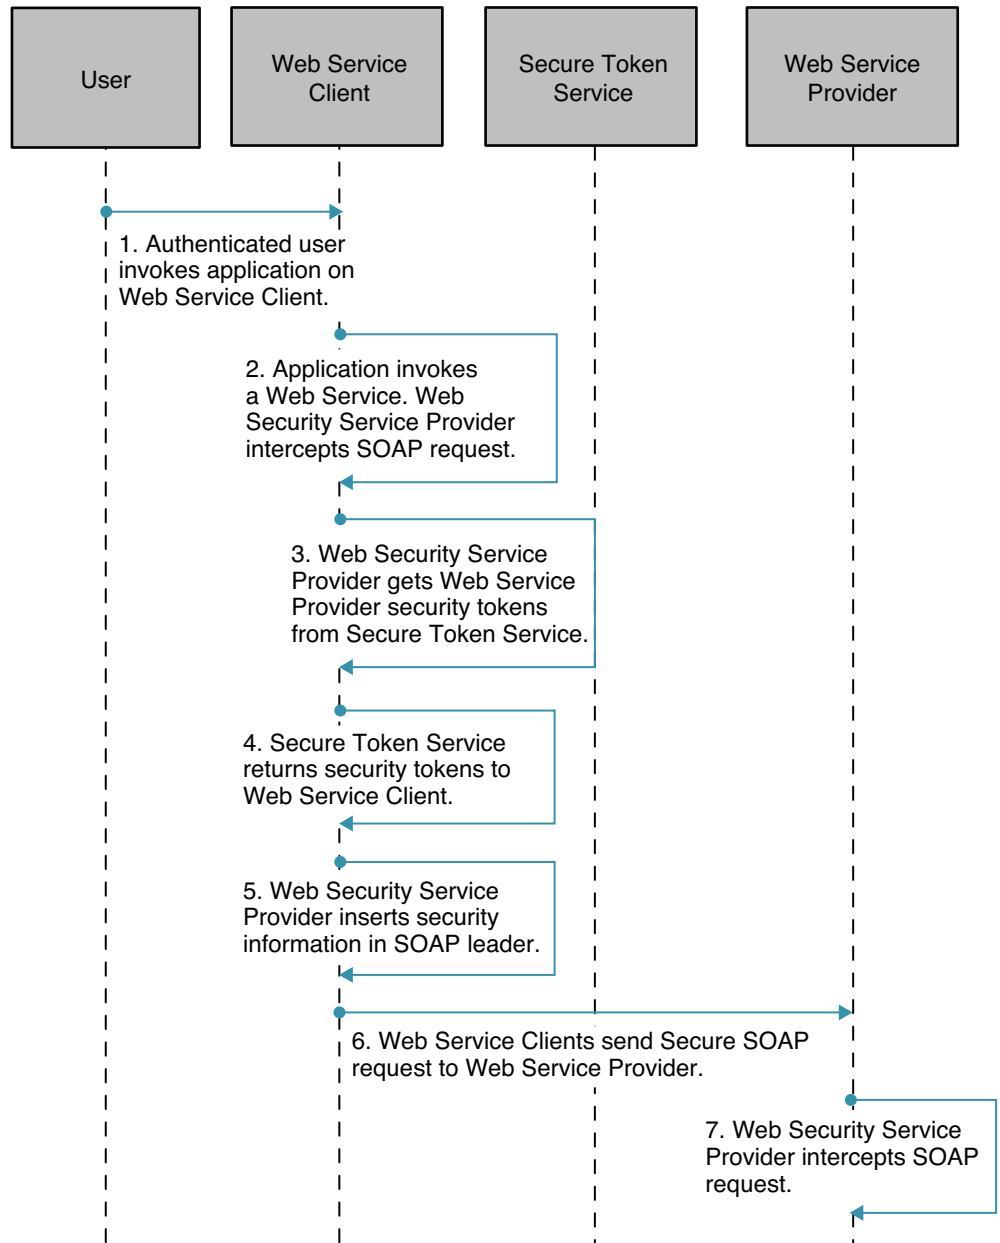 User
Web Service
Client
Secure Token
Service
Web Service
Provider
1. Authenticated user
invokes application on
Web Service Client.
2. Application invokes
a Web Service. Web
Security Service Provider
intercepts SOAP request.
3. Web Security Service
Provider gets Web Service
Provider security tokens
from Secure Token Service.
4. Secure Token Service
returns security tokens to
Web Service Client.
5. Web Security Service
Provider inserts security
information in SOAP leader.
6. Web Service Clients send Secure SOAP
request to Web Service Provider.
7. Web Security Service
Provider intercepts SOAP
request.